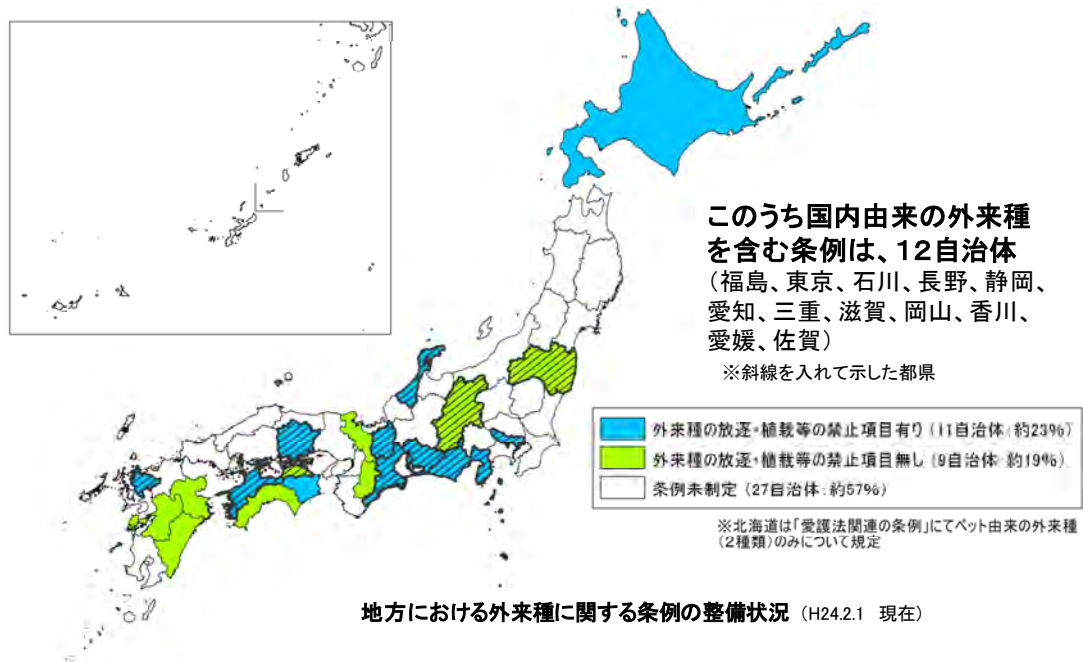 このうち国内由来の外来種
を含む条例は、12自治体
(福島、東京、石川、長野、静岡、
愛知、三重、滋賀、岡山、香川、
愛媛、佐賀)
※斜線を入れて示した都県
外来種の放逐・植栽等の禁止項目有り (11自治体:約23%)
外来種の放逐・植栽等の禁止項目無し (9自治体:約19%)
条例未制定 (27自治体:約57%)
※北海道は「愛護法関連の条例」にてペット由来の外来種
(2種類)のみについて規定
地方における外来種に関する条例の整備状況 (H24.2.1 現在)